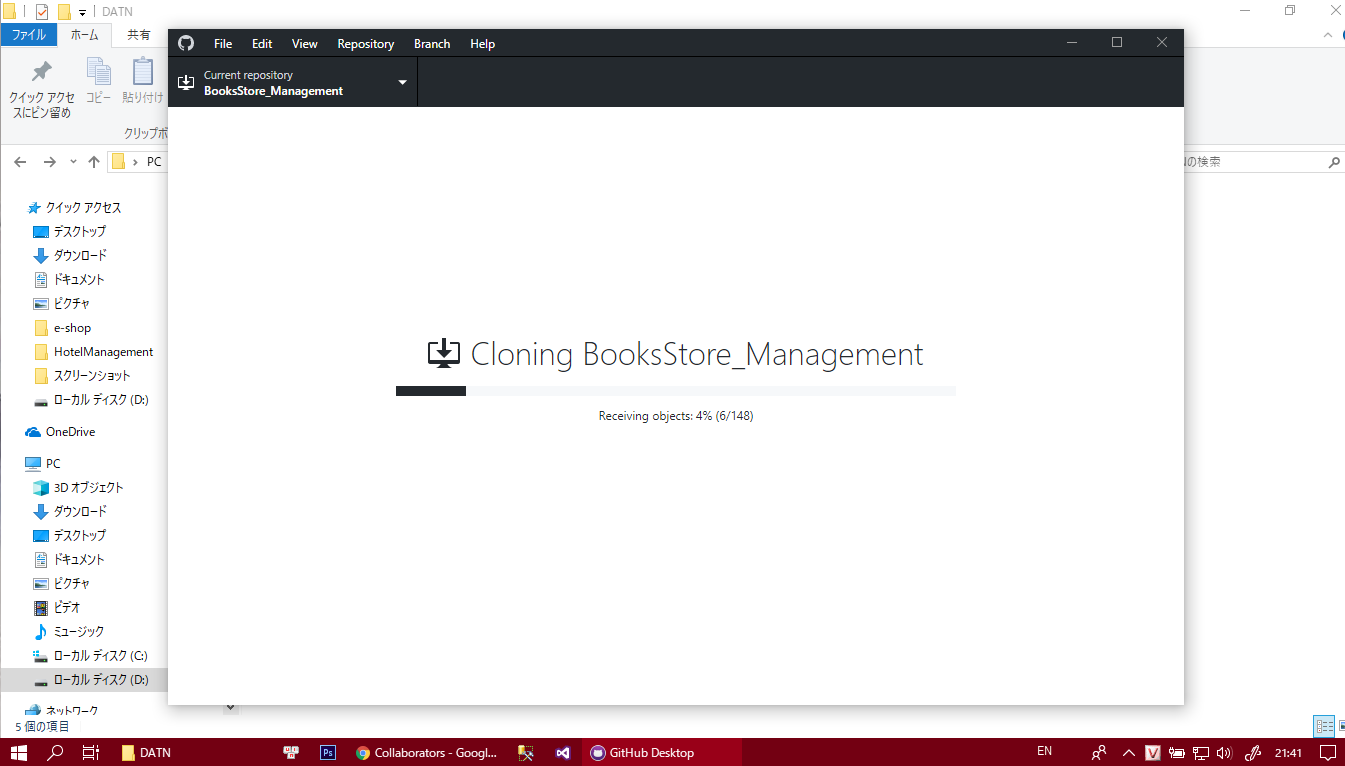 DATN
ファイル
ホーム
共有
クイック アクセスにピン留め
コピー
貼り付け
クリップボ
PC
の検索
File
Edit
View
Repository
Branch
Help
Current repository
BooksStore_Management
Cloning BooksStore_Management
Receiving objects: 4% (6/148)
クイック アクセス
デスクトップ
ダウンロード
ドキュメント
ピクチャ
e-shop
HotelManagement
スクリーンショット
ローカル ディスク (D:)
OneDrive
PC
3D オブジェクト
ダウンロード
デスクトップ
ドキュメント
ピクチャ
ビデオ
ミュージック
ローカル ディスク (C:)
ローカル ディスク (D:)
ネットワーク
5 個の項目
DATN
Ps
Collaborators - Googl...
GitHub Desktop
EN
V
21:41